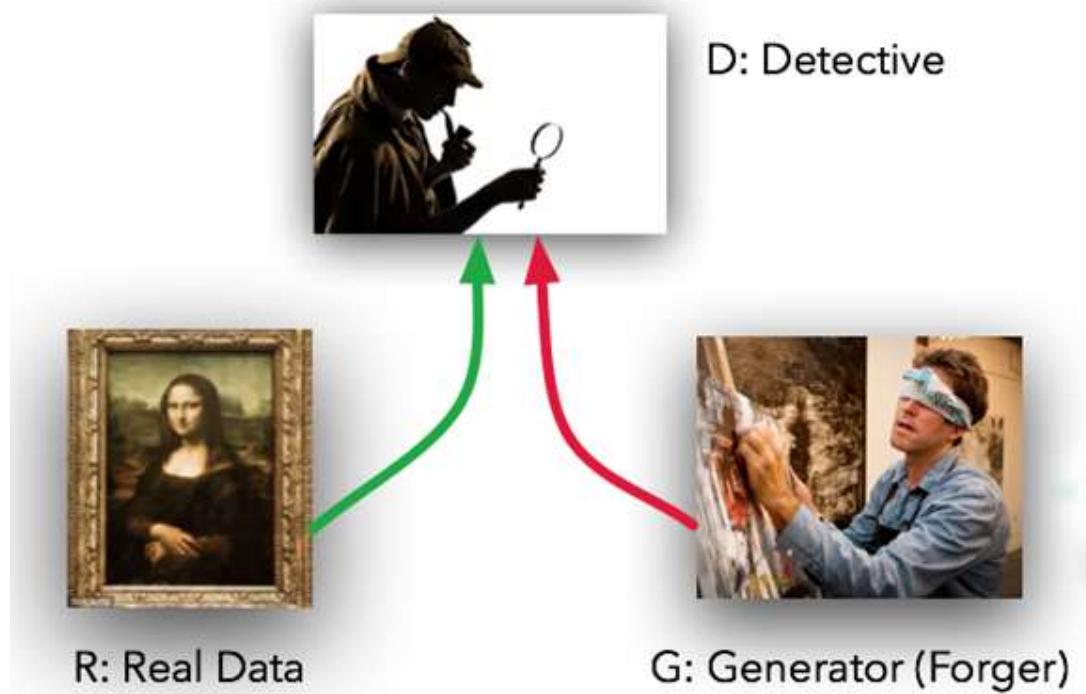 D: Detective
R: Real Data
G: Generator (Forger)